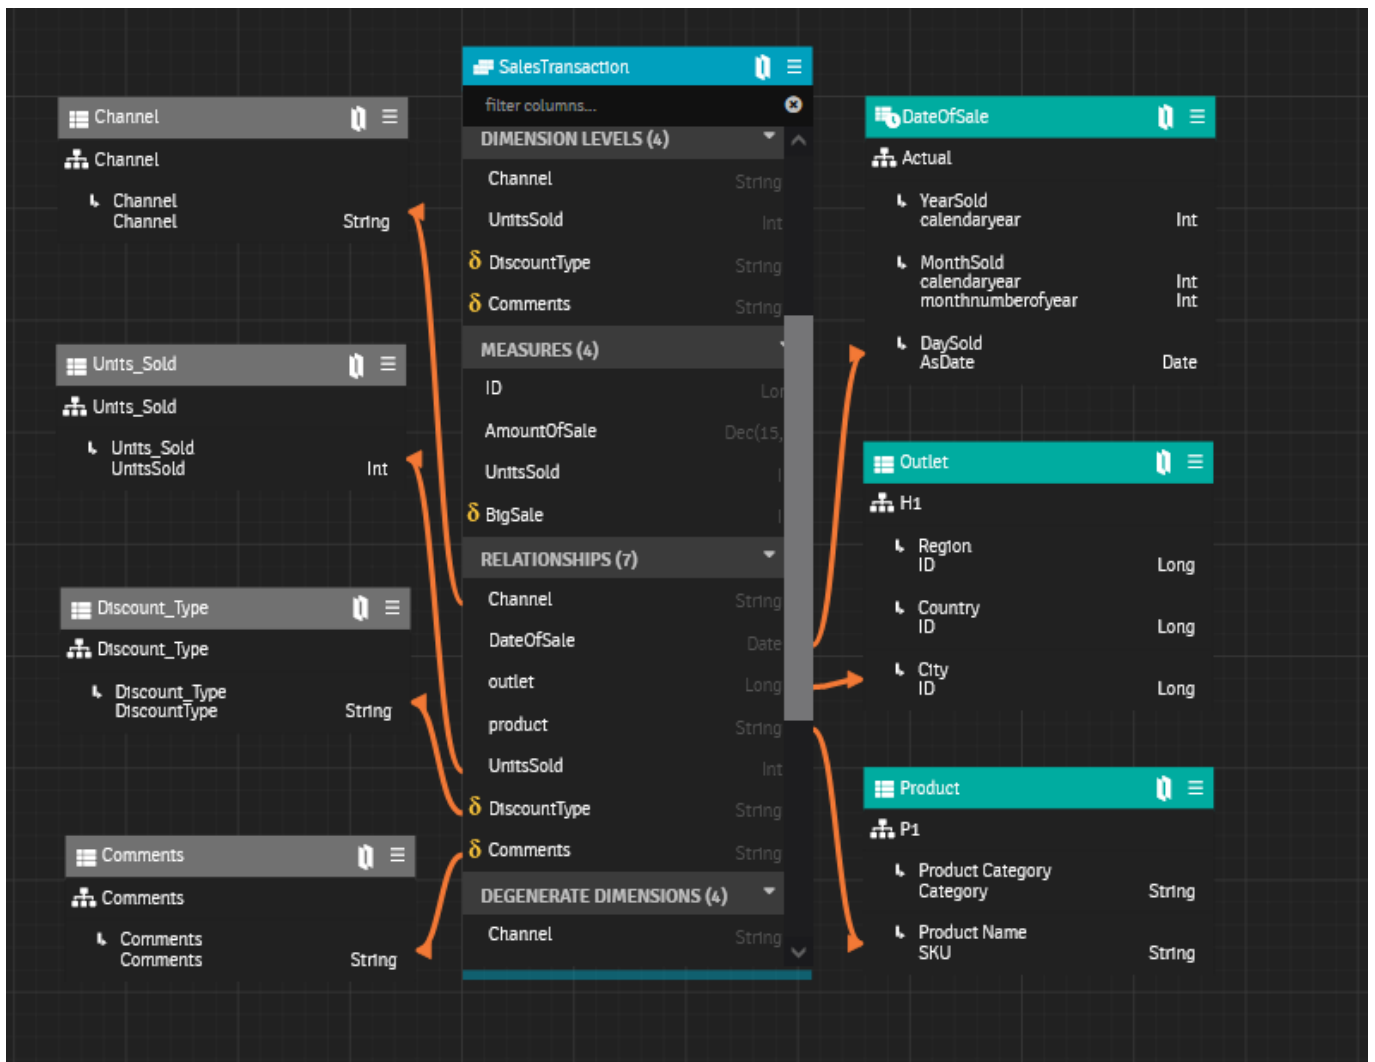 Channel
Channel
Channel
Channel String
Units_Sold
Units_Sold
Units_Sold
UnitsSold Int
Discount_Type
Discount_Type
Discount_Type
DiscountType String
Comments
Comments
Comments
Comments String
SalesTransaction
filter columns...
DIMENSION LEVELS (4)
Channel String
UnitsSold Int
δ DiscountType String
δ Comments String
MEASURES (4)
ID Lon
AmountOfSale Dec(15,
UnitsSold I
δ BigSale I
RELATIONSHIPS (7)
Channel String
DateOfSale Date
outlet Long
product String
UnitsSold Int
δ DiscountType String
δ Comments String
DEGENERATE DIMENSIONS (4)
Channel String
DateOfSale
Actual
YearSold
calendaryear Int
MonthSold
calendaryear Int
monthnumberofyear Int
DaySold
AsDate Date
Outlet
H1
Region
ID Long
Country
ID Long
City
ID Long
Product
P1
Product Category
Category String
Product Name
SKU String